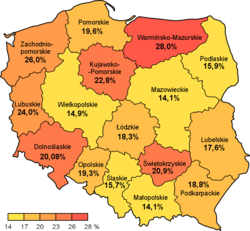 Pomorskie
19,6%
Warmińsko-Mazurskie
28,0%
Zachodnio-
pomorskie
26,0%
Podlaskie
15,9%
Kujawsko-
-Pomorskie
22,8%
Mazowieckie
14,1%
Lubuskie
24,0%
Wielkopolskie
14,9%
Łódzkie
18,3%
Lubelskie
17,6%
Dolnośląskie
20,08%
Opolskie
19,3%
Śląskie
15,7%
Świętokrzyskie
20,9%
Małopolskie
14,1%
18,8%
Podkarpackie
14 17 20 23 26 28 %